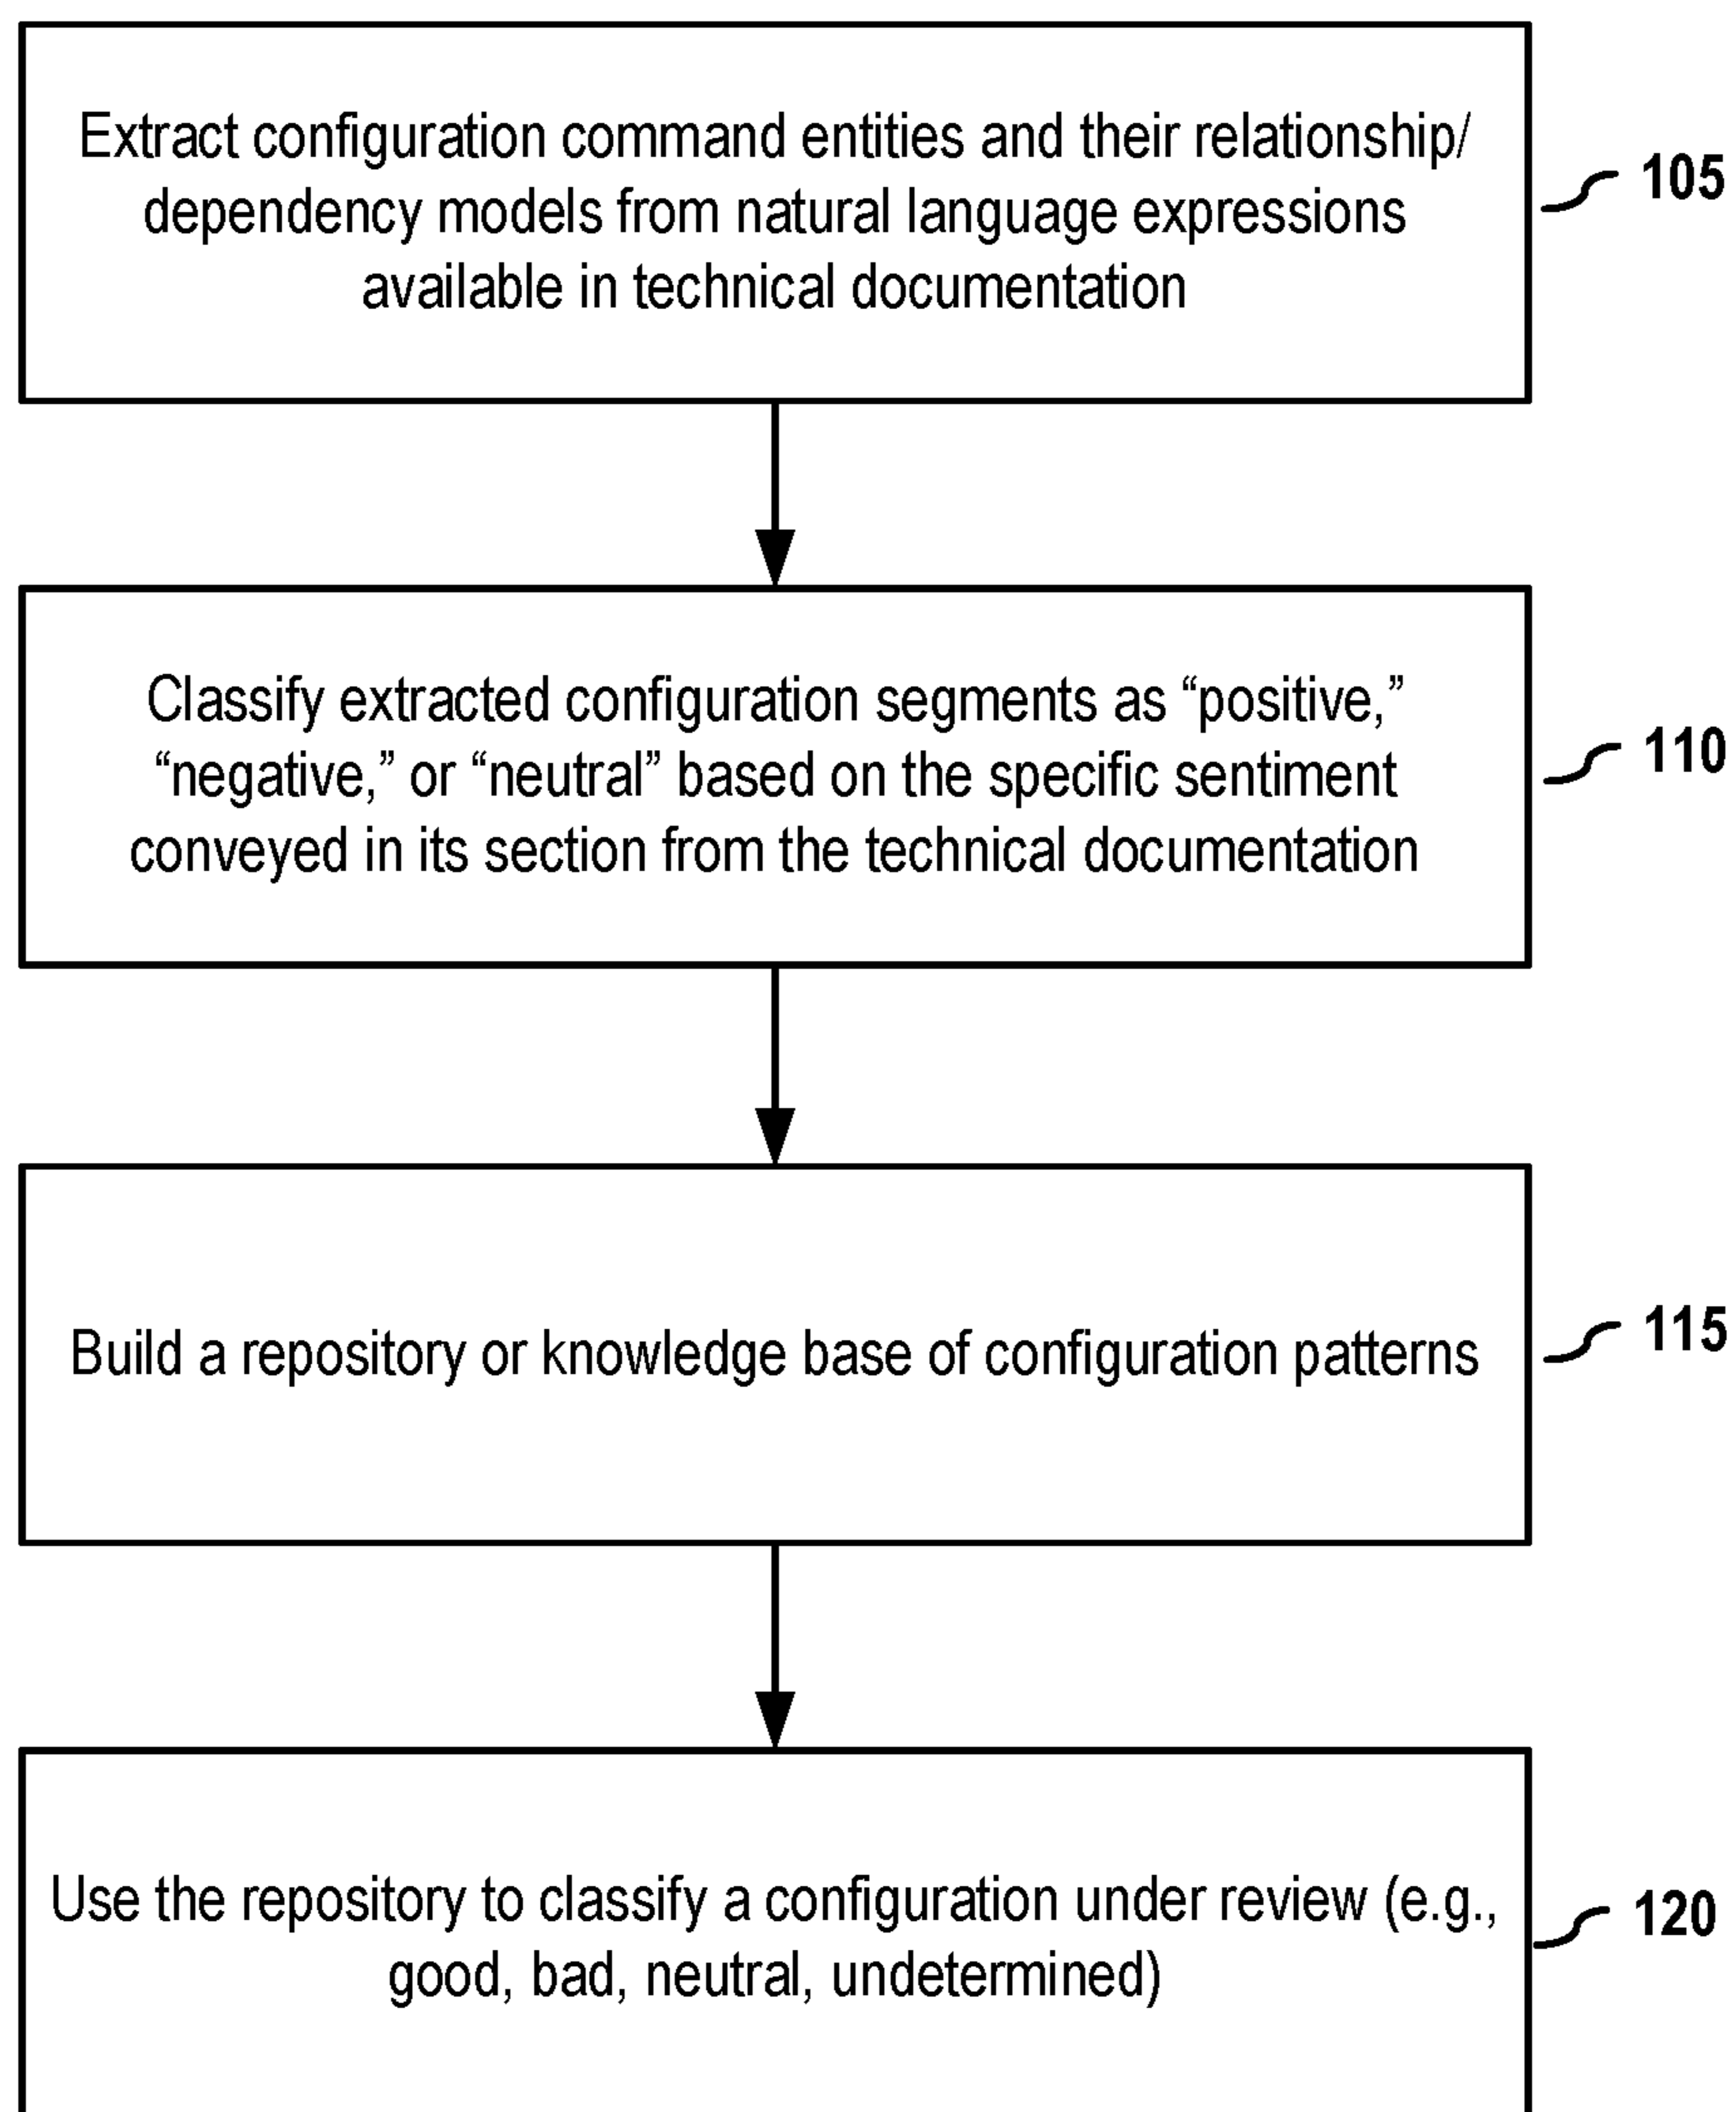 Extract configuration command entities and their relationship/
dependency models from natural language expressions
available in technical documentation
105
Classify extracted configuration segments as “positive,”
“negative,” or “neutral” based on the specific sentiment
conveyed in its section from the technical documentation
110
Build a repository or knowledge base of configuration patterns
115
Use the repository to classify a configuration under review (e.g.,
good, bad, neutral, undetermined)
120